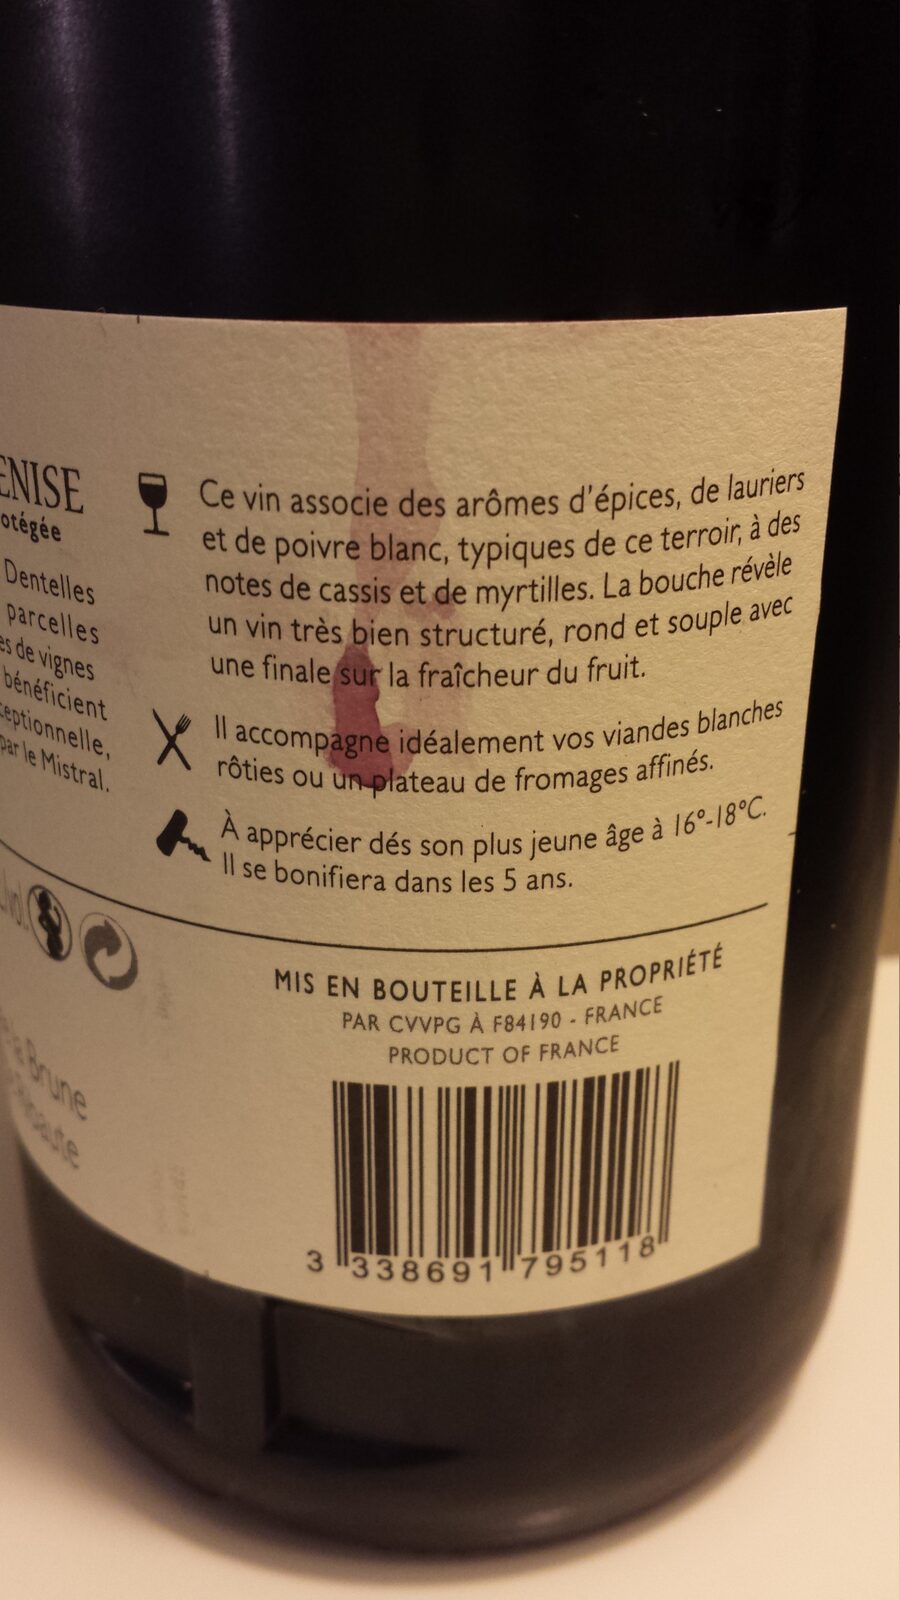 ENISE
otégée
Dentelles
parcelles
es de vignes
bénéficient
ceptionnelle,
par le Mistral.
Ce vin associe des arômes d'épices, de lauriers
et de poivre blanc, typiques de ce terroir, à des
notes de cassis et de myrtilles. La bouche révèle
un vin très bien structuré, rond et souple avec
une finale sur la fraîcheur du fruit.
Il accompagne idéalement vos viandes blanches
rôties ou un plateau de fromages affinés.
À apprécier dés son plus jeune âge à 16°-18°C.
Il se bonifiera dans les 5 ans.
MIS EN BOUTEILLE À LA PROPRIÉTÉ
PAR CVVPG À F84190 - FRANCE
PRODUCT OF FRANCE
Brune
3 338691 795118